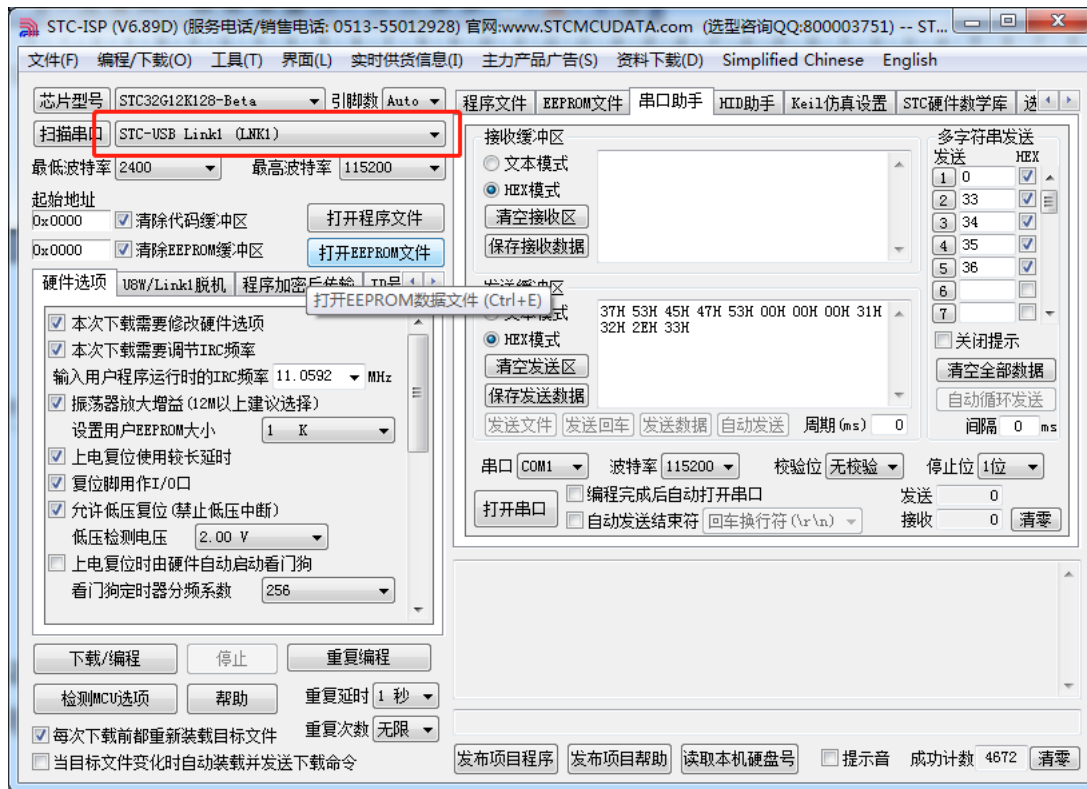 STC-ISP (V6.89D) (服务电话/销售电话: 0513-55012928) 官网:www.STCMCUDATA.com (选型咨询QQ:800003751) -- ST...
文件(F) 编程/下载(O) 工具(T) 界面(L) 实时供货信息(I) 主力产品广告(S) 资料下载(D) Simplified Chinese English
芯片型号 STC32G12K128-Beta 引脚数 Auto
扫描串口 STC-USB Link1 (LNK1)
最低波特率 2400 最高波特率 115200
起始地址
0x0000 清除代码缓冲区 打开程序文件
0x0000 清除EEPROM缓冲区 打开EEPROM文件
硬件选项 U8W/Link1脱机 程序加密后传输 ID号
打开EEPROM数据文件 (Ctrl+E)
本次下载需要修改硬件选项
本次下载需要调节IRC频率
输入用户程序运行时的IRC频率 11.0592 MHz
振荡器放大增益(12M以上建议选择)
设置用户EEPROM大小 1 K
上电复位使用较长延时
复位脚用作I/O口
允许低压复位(禁止低压中断)
低压检测电压 2.00 V
上电复位时由硬件自动启动看门狗
看门狗定时器分频系数 256
下载/编程 停止 重复编程
检测MCU选项 帮助 重复延时 1 秒
每次下载前都重新装载目标文件 重复次数 无限
当目标文件变化时自动装载并发送下载命令
程序文件 EEPROM文件 串口助手 HID助手 Keil仿真设置 STC硬件数学库 选
接收缓冲区
文本模式
HEX模式
清空接收区
保存接收数据
多字符串发送
发送 HEX
1 0
2 33
3 34
4 35
5 36
6
7
关闭提示
清空全部数据
自动循环发送
间隔 0 ms
发送缓冲区
文本模式
HEX模式
清空发送区
保存发送数据
37H 53H 45H 47H 53H 00H 00H 00H 31H
32H 2EH 33H
发送文件 发送回车 发送数据 自动发送 周期(ms) 0
串口 COM1 波特率 115200 校验位 无校验 停止位 1位
打开串口 编程完成后自动打开串口 发送 0
自动发送结束符 回车换行符(\r\n) 接收 0 清零
发布项目程序 发布项目帮助 读取本机硬盘号 提示音 成功计数 4672 清零